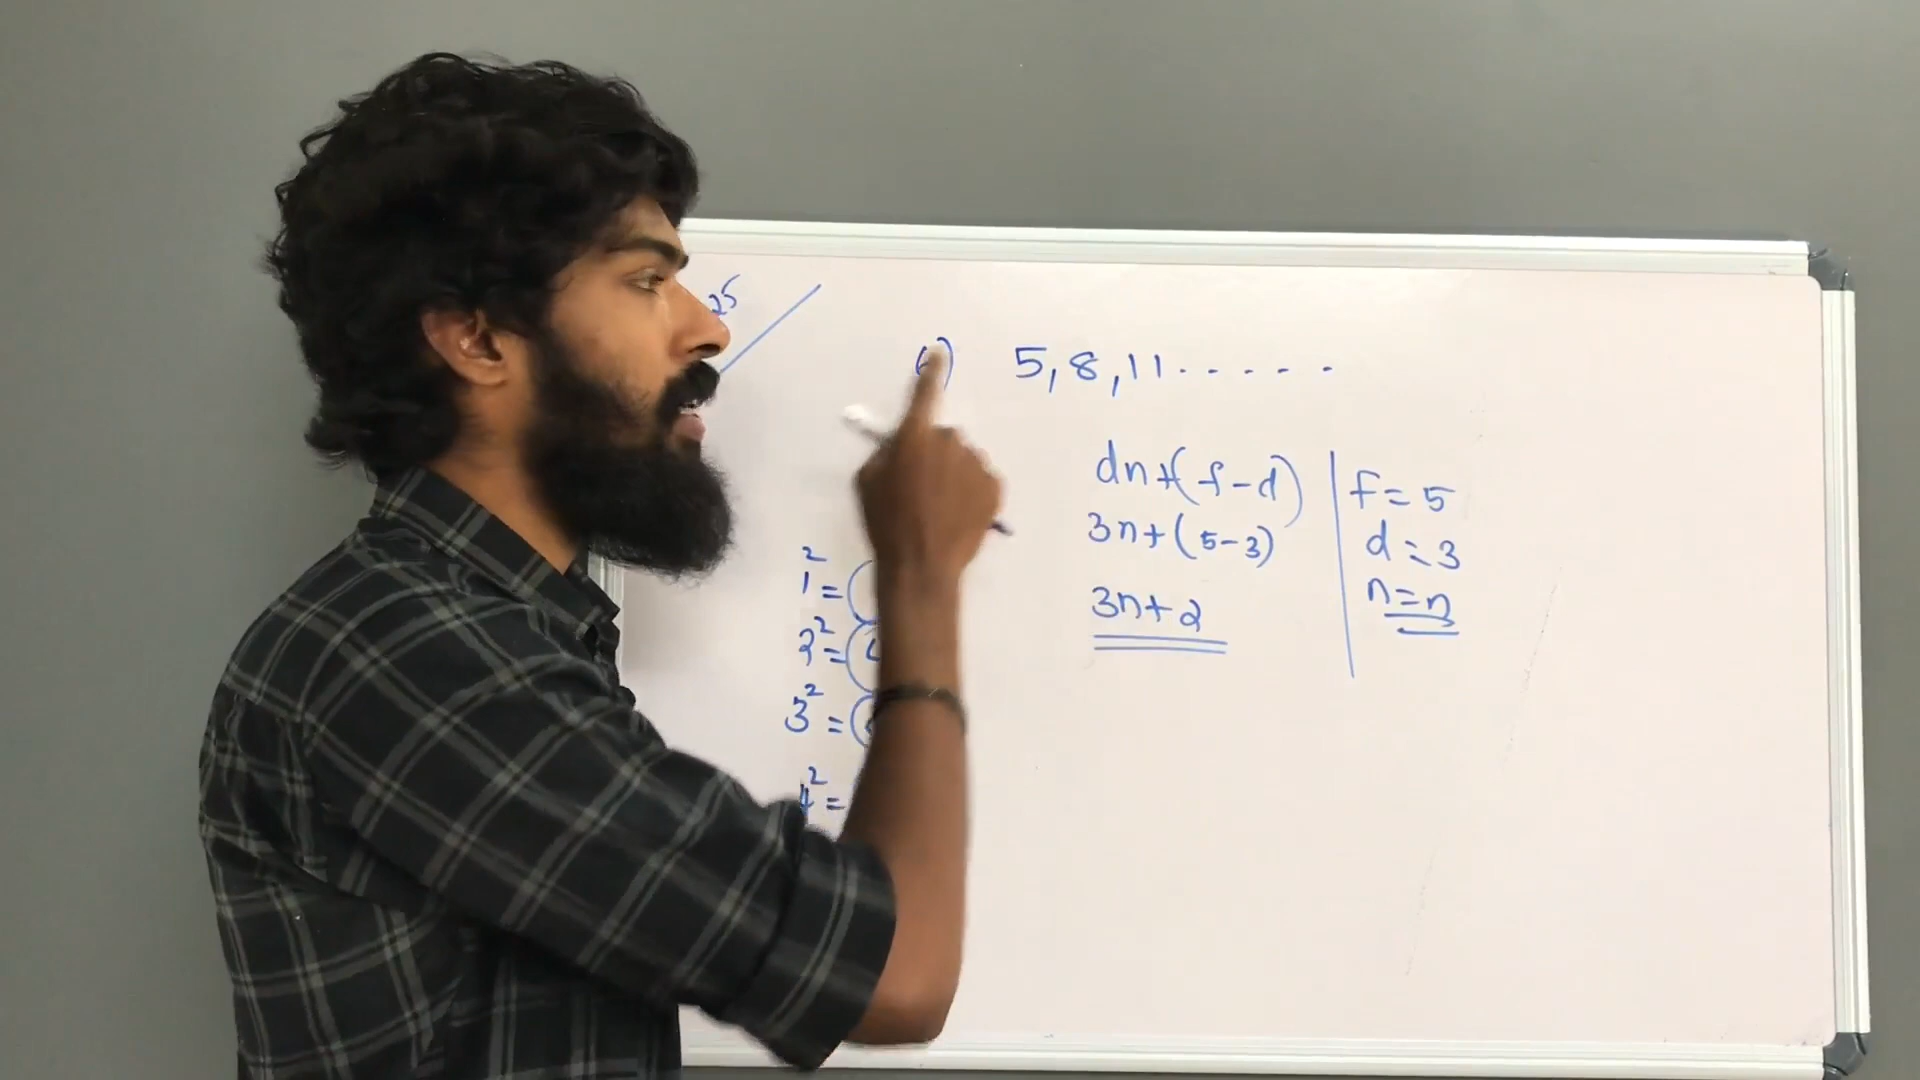 25
5,8,11.....
dn+(f-d)
3n+(5-3)
3n+2
f=5
d=3
n=n
1²=
2²=
3²=
4²=